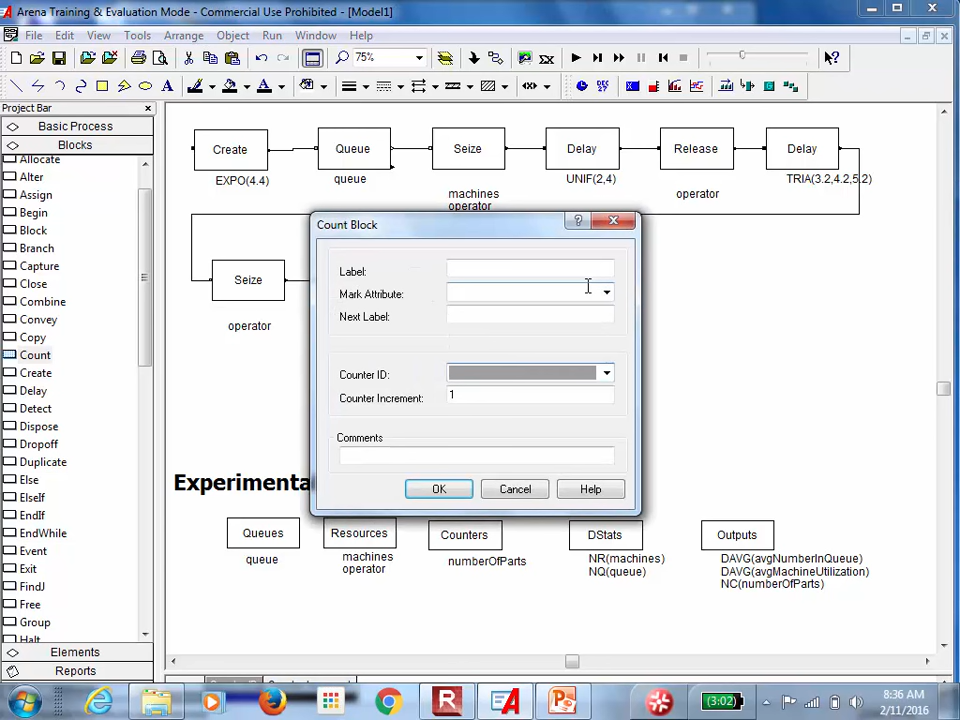 Arena Training & Evaluation Mode - Commercial Use Prohibited - [Model1]
File Edit View Tools Arrange Object Run Window Help
75%
Project Bar
Basic Process
Blocks
Allocate
Alter
Assign
Begin
Block
Branch
Capture
Close
Combine
Convey
Copy
Count
Create
Delay
Detect
Dispose
Dropoff
Duplicate
Else
ElseIf
EndIf
EndWhile
Event
Exit
FindJ
Free
Group
Halt
Elements
Reports
Create
EXPO(4.4)
Queue
queue
Seize
machines
operator
Delay
UNIF(2,4)
Release
operator
Delay
TRIA(3.2,4.2,5.2)
Seize
operator
Count Block
Label:
Mark Attribute:
Next Label:
Counter ID:
Counter Increment: 1
Comments
OK Cancel Help
Experimenta
Queues
queue
Resources
machines
operator
Counters
numberOfParts
DStats
NR(machines)
NQ(queue)
Outputs
DAVG(avgNumberInQueue)
DAVG(avgMachineUtilization)
NC(numberOfParts)
(3:02)
8:36 AM
2/11/2016